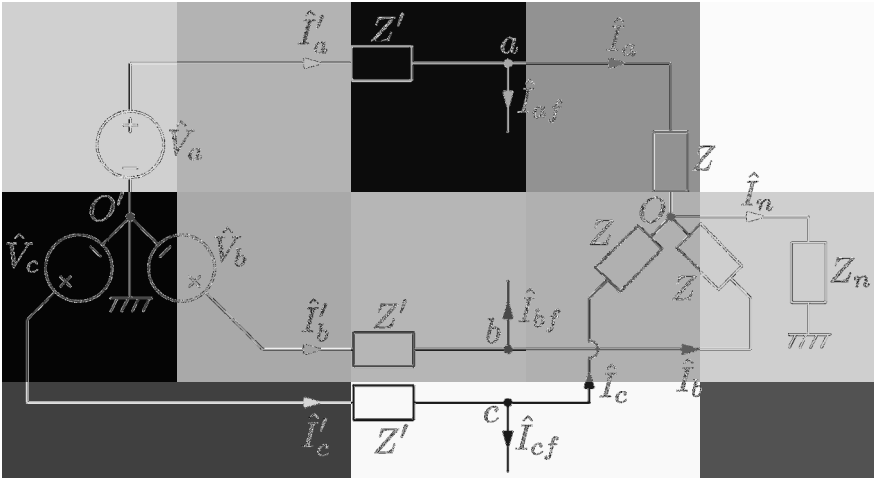 Î′a Z′ a Îa
Îaf
+
V̂a
−
Z
O′ O În
V̂c − − V̂b Z
+ + Z Zn
Î′b Z′ b Îbf
Îc Îb
c
Î′c Z′ Îcf